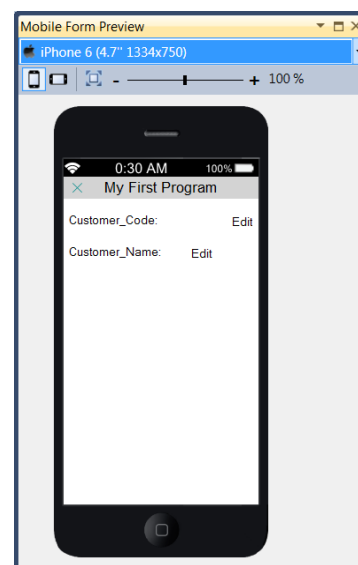 Mobile Form Preview
iPhone 6 (4.7" 1334x750)
- + 100 %
0:30 AM 100%
My First Program
Customer_Code: Edit
Customer_Name: Edit